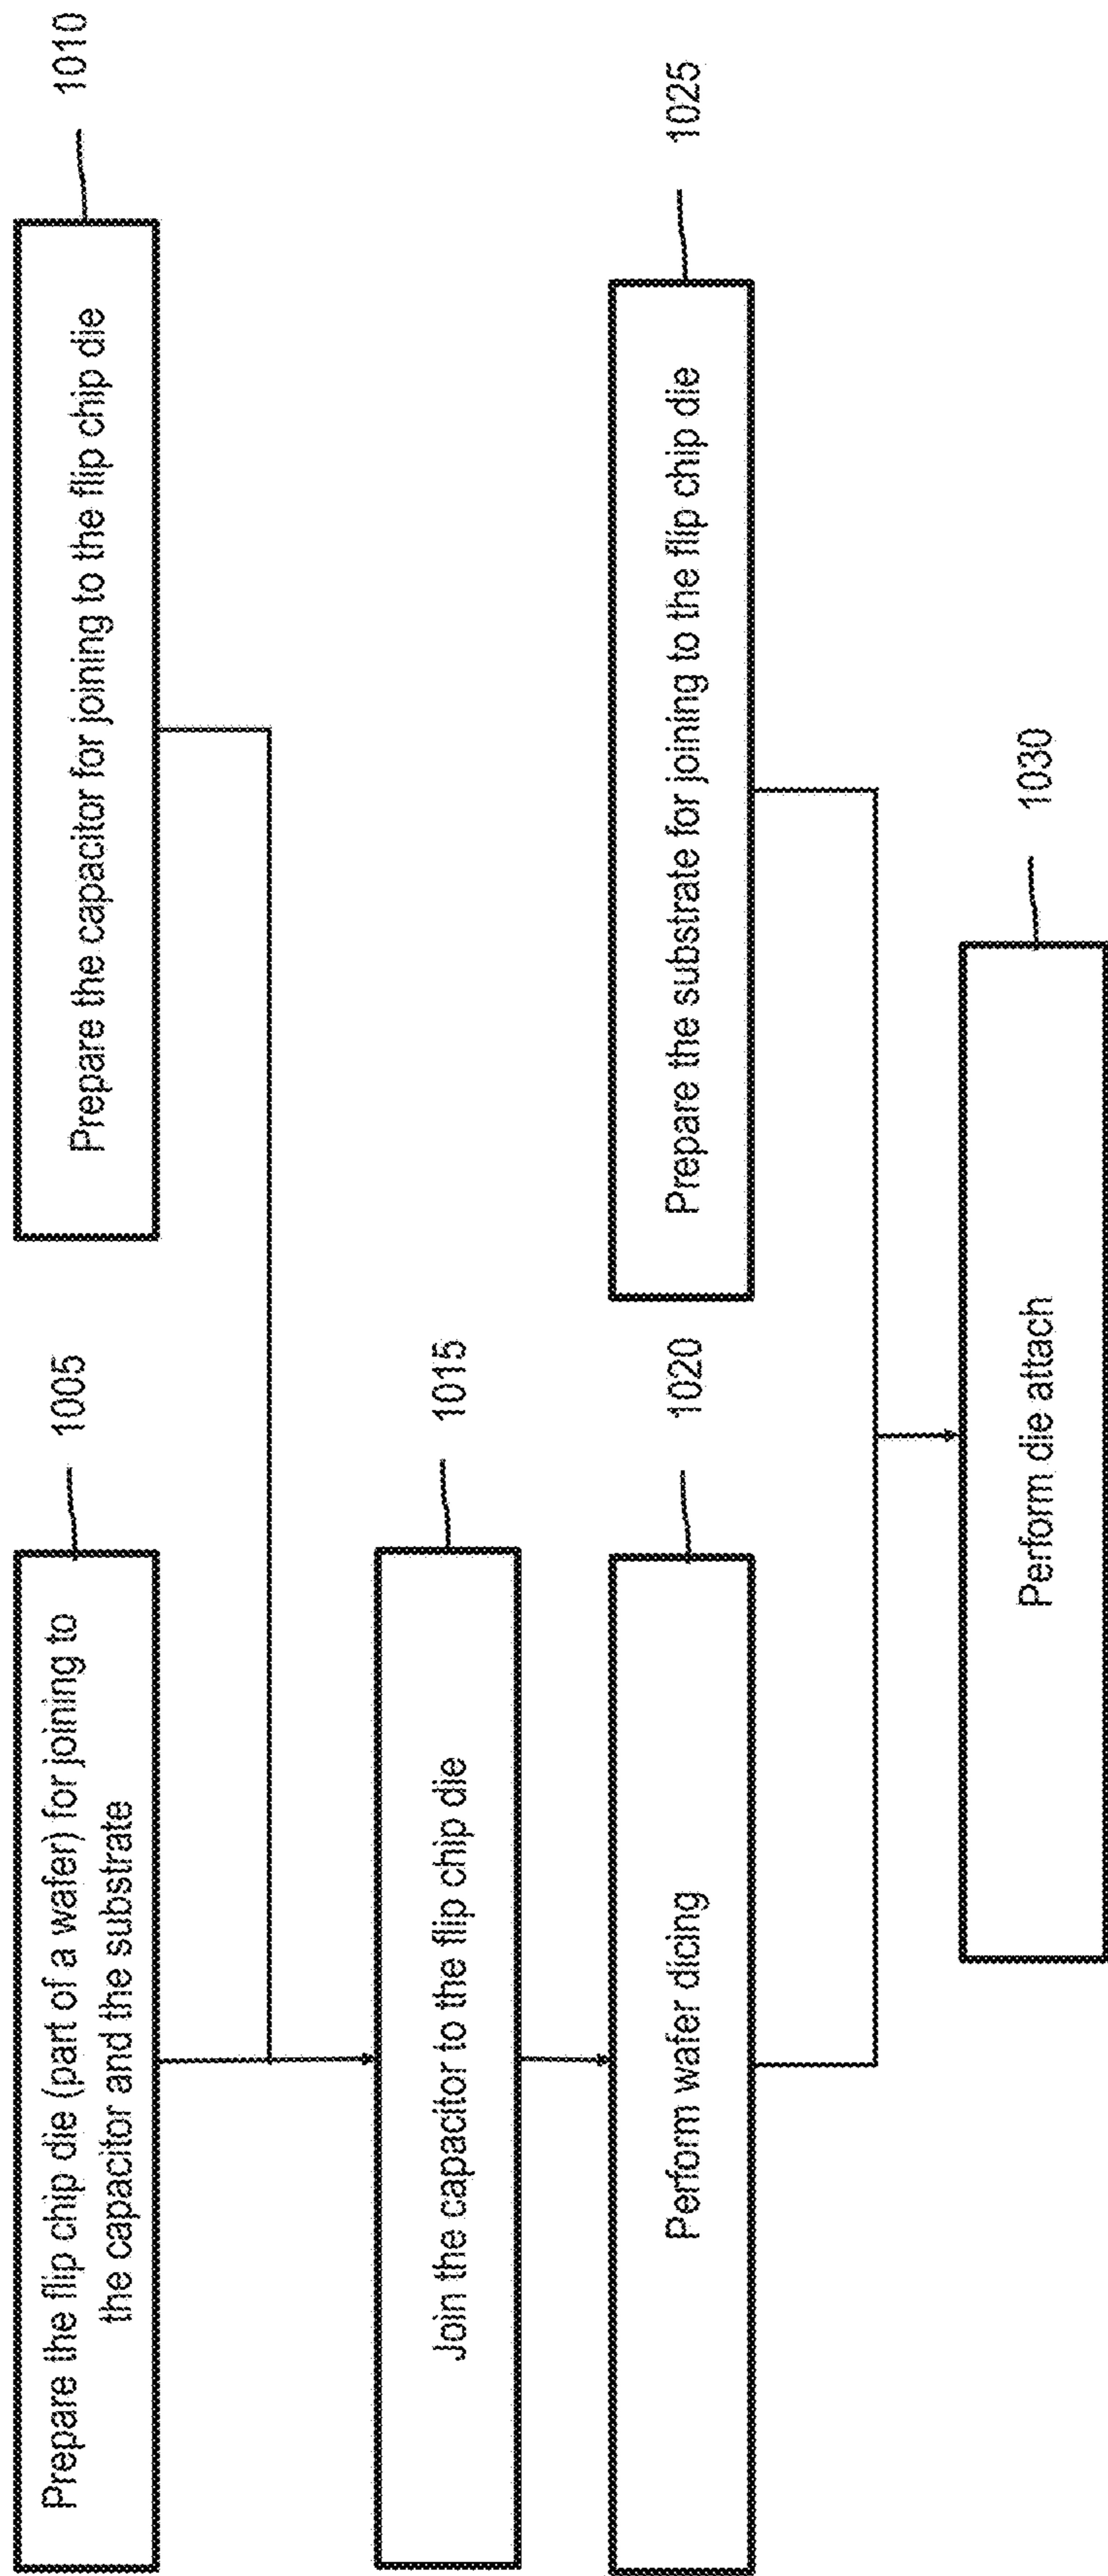 Prepare the flip chip die (part of a wafer) for joining to
the capacitor and the substrate
1005
Prepare the capacitor for joining to the flip chip die
1010
Join the capacitor to the flip chip die
1015
Perform wafer dicing
1020
Prepare the substrate for joining to the flip chip die
1025
Perform die attach
1030